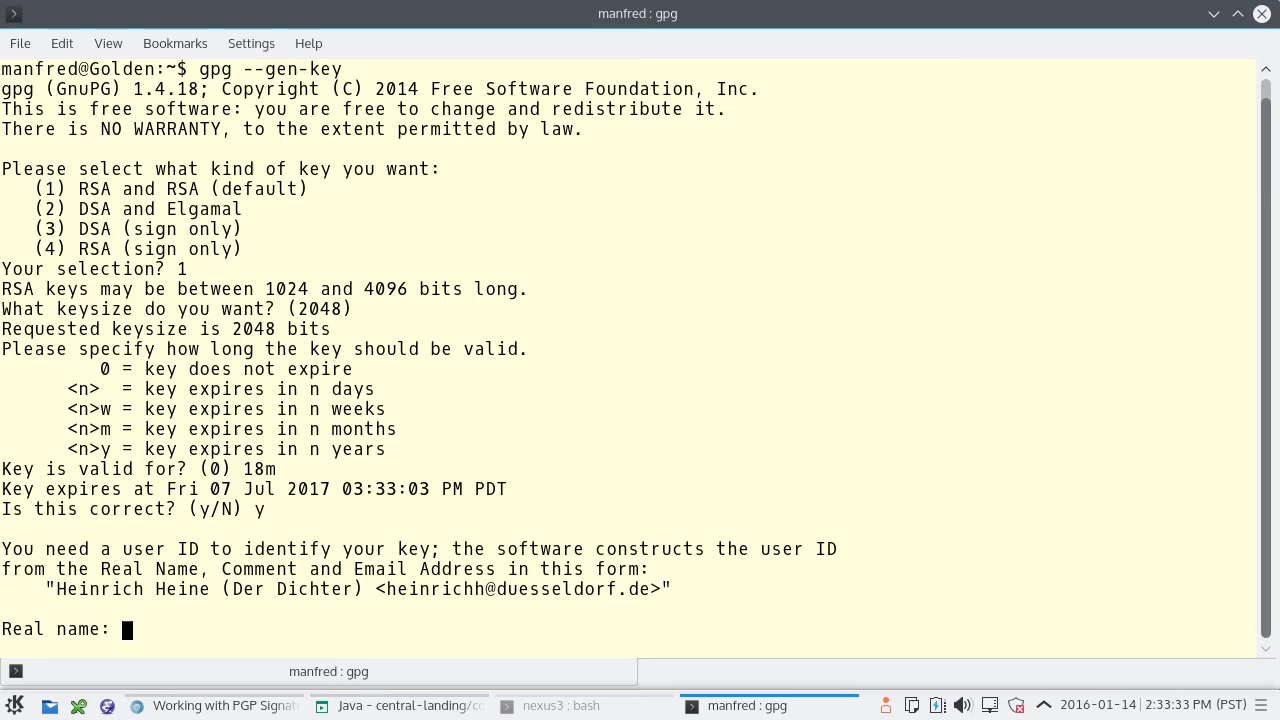 manfred : gpg
File Edit View Bookmarks Settings Help
manfred@Golden:~$ gpg --gen-key
gpg (GnuPG) 1.4.18; Copyright (C) 2014 Free Software Foundation, Inc.
This is free software: you are free to change and redistribute it.
There is NO WARRANTY, to the extent permitted by law.

Please select what kind of key you want:
   (1) RSA and RSA (default)
   (2) DSA and Elgamal
   (3) DSA (sign only)
   (4) RSA (sign only)
Your selection? 1
RSA keys may be between 1024 and 4096 bits long.
What keysize do you want? (2048)
Requested keysize is 2048 bits
Please specify how long the key should be valid.
         0 = key does not expire
      <n>  = key expires in n days
      <n>w = key expires in n weeks
      <n>m = key expires in n months
      <n>y = key expires in n years
Key is valid for? (0) 18m
Key expires at Fri 07 Jul 2017 03:33:03 PM PDT
Is this correct? (y/N) y

You need a user ID to identify your key; the software constructs the user ID
from the Real Name, Comment and Email Address in this form:
    "Heinrich Heine (Der Dichter) <heinrichh@duesseldorf.de>"

Real name:
manfred : gpg
Working with PGP Signat Java - central-landing/co nexus3 : bash manfred : gpg 2016-01-14 2:33:33 PM (PST)